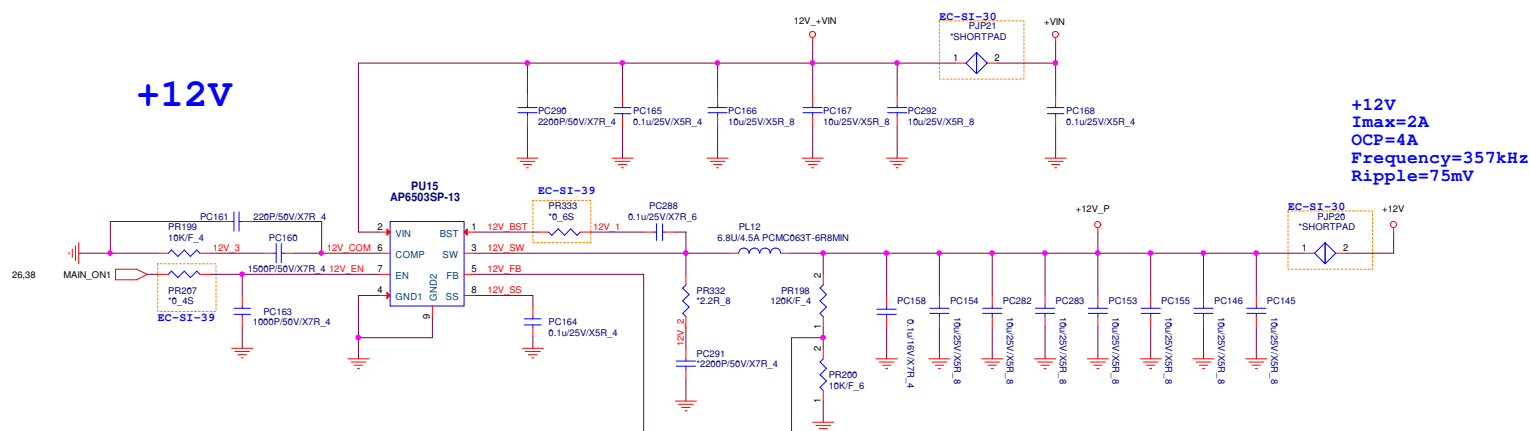 EC-SI-30
PJP21
*SHORTPAD
12V_+VIN
+VIN
1
2
+12V
PC290
2200P/50V/X7R_4
PC165
0.1u/25V/X5R_4
PC166
10u/25V/X5R_8
PC167
10u/25V/X5R_8
PC292
10u/25V/X5R_8
PC168
0.1u/25V/X5R_4
+12V
Imax=2A
OCP=4A
Frequency=357kHz
Ripple=75mV
PU15
AP6503SP-13
EC-SI-39
PR333
*0_6S
PC288
0.1u/25V/X7R_6
12V_BST
12V_1
PC161
220P/50V/X7R_4
PR199
10K/F_4
12V_3
PC160
1500P/50V/X7R_4
12V_COM
12V_EN
26,38
MAIN_ON1
PR207
*0_4S
EC-SI-39
PC163
1000P/50V/X7R_4
2
VIN
BST
1
6
COMP
SW
3
12V_SW
7
EN
FB
5
12V_FB
4
GND1
GND2
SS
8
12V_SS
9
PC164
0.1u/25V/X5R_4
PL12
6.8U/4.5A PCMC063T-6R8MIN
PR332
*2.2R_8
12V_2
PC291
*2200P/50V/X7R_4
2
PR198
120K/F_4
1
2
PR200
10K/F_6
1
+12V_P
EC-SI-30
PJP20
*SHORTPAD
1
2
+12V
PC158
0.1u/16V/X7R_4
PC154
10u/25V/X5R_8
PC282
10u/25V/X5R_8
PC283
10u/25V/X5R_8
PC153
10u/25V/X5R_8
PC155
10u/25V/X5R_8
PC146
10u/25V/X5R_8
PC145
10u/25V/X5R_8